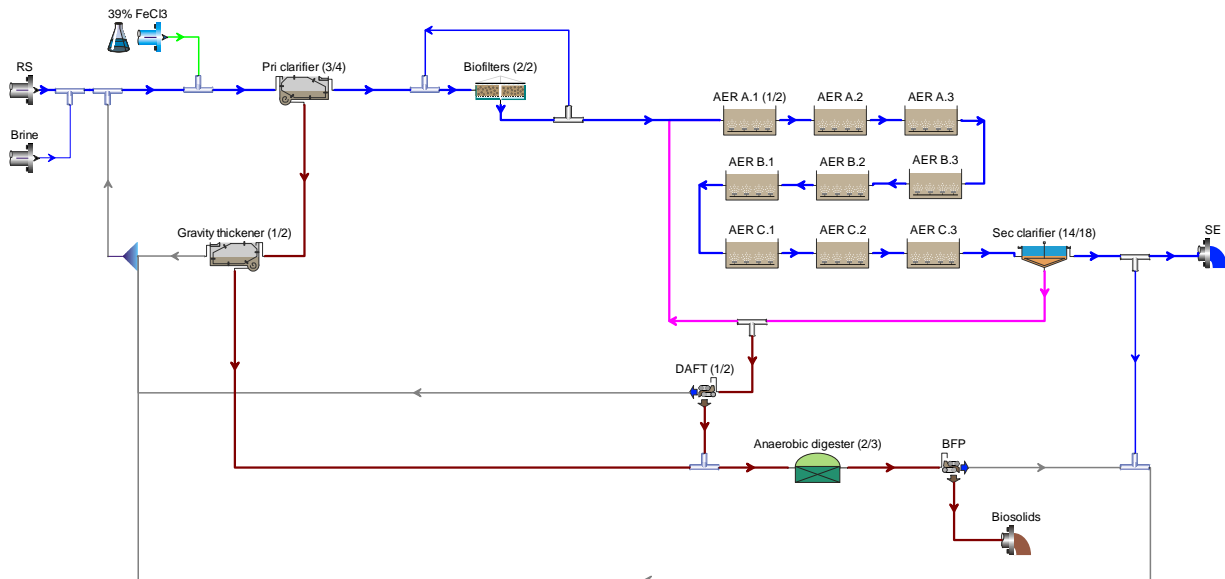 39% FeCl3
RS
Pri clarifier (3/4)
Biofilters (2/2)
AER A.1 (1/2)
AER A.2
AER A.3
Brine
AER B.1
AER B.2
AER B.3
Gravity thickener (1/2)
AER C.1
AER C.2
AER C.3
Sec clarifier (14/18)
SE
DAFT (1/2)
Anaerobic digester (2/3)
BFP
Biosolids